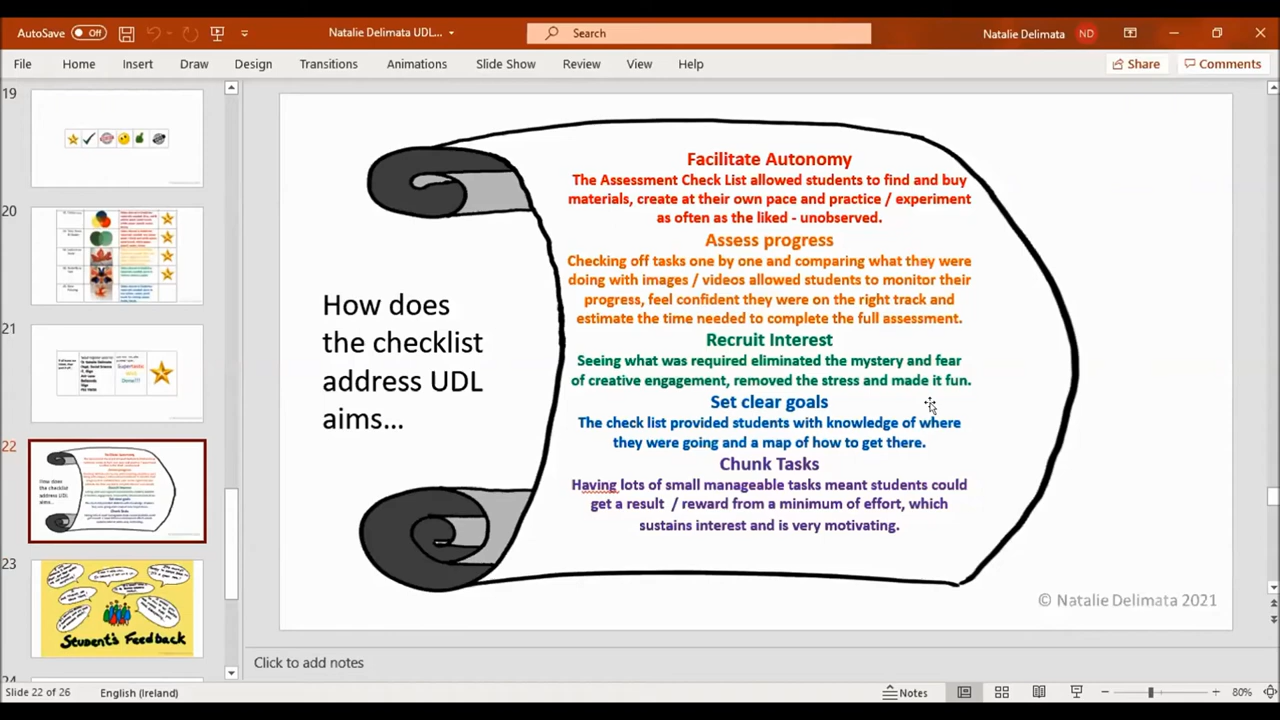 AutoSave Off
Natalie Delimata UDL...
Search
Natalie Delimata ND
File Home Insert Draw Design Transitions Animations Slide Show Review View Help
Share Comments
19
20
21
22
23
How does
the checklist
address UDL
aims...
Student's Feedback
Facilitate Autonomy
The Assessment Check List allowed students to find and buy
materials, create at their own pace and practice / experiment
as often as the liked - unobserved.
Assess progress
Checking off tasks one by one and comparing what they were
doing with images / videos allowed students to monitor their
progress, feel confident they were on the right track and
estimate the time needed to complete the full assessment.
Recruit Interest
Seeing what was required eliminated the mystery and fear
of creative engagement, removed the stress and made it fun.
Set clear goals
The check list provided students with knowledge of where
they were going and a map of how to get there.
Chunk Tasks
Having lots of small manageable tasks meant students could
get a result / reward from a minimum of effort, which
sustains interest and is very motivating.
How does
the checklist
address UDL
aims...
© Natalie Delimata 2021
Click to add notes
Slide 22 of 26 English (Ireland)
Notes
80%